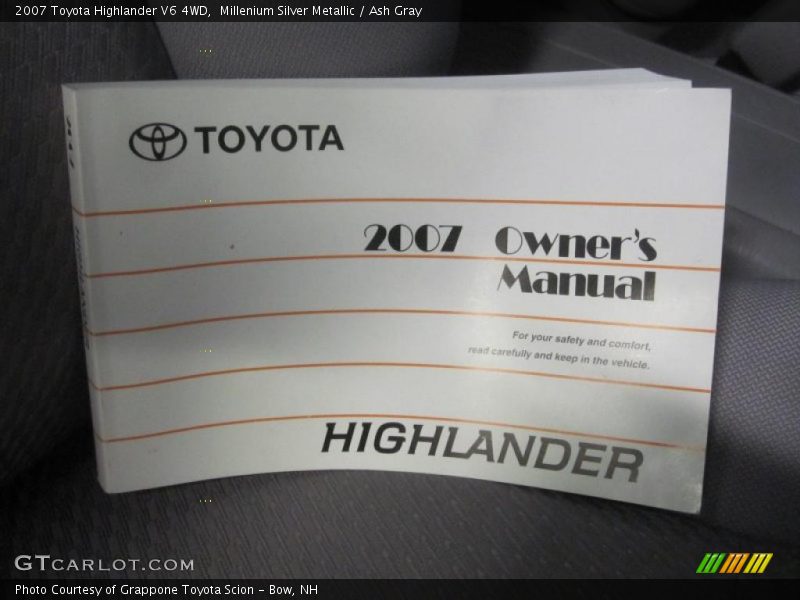 2007 Toyota Highlander V6 4WD,  Millenium Silver Metallic / Ash Gray
TOYOTA
2007 Owner's
Manual
For your safety and comfort,
read carefully and keep in the vehicle.
HIGHLANDER
GTCARLOT.COM
Photo Courtesy of Grappone Toyota Scion - Bow, NH